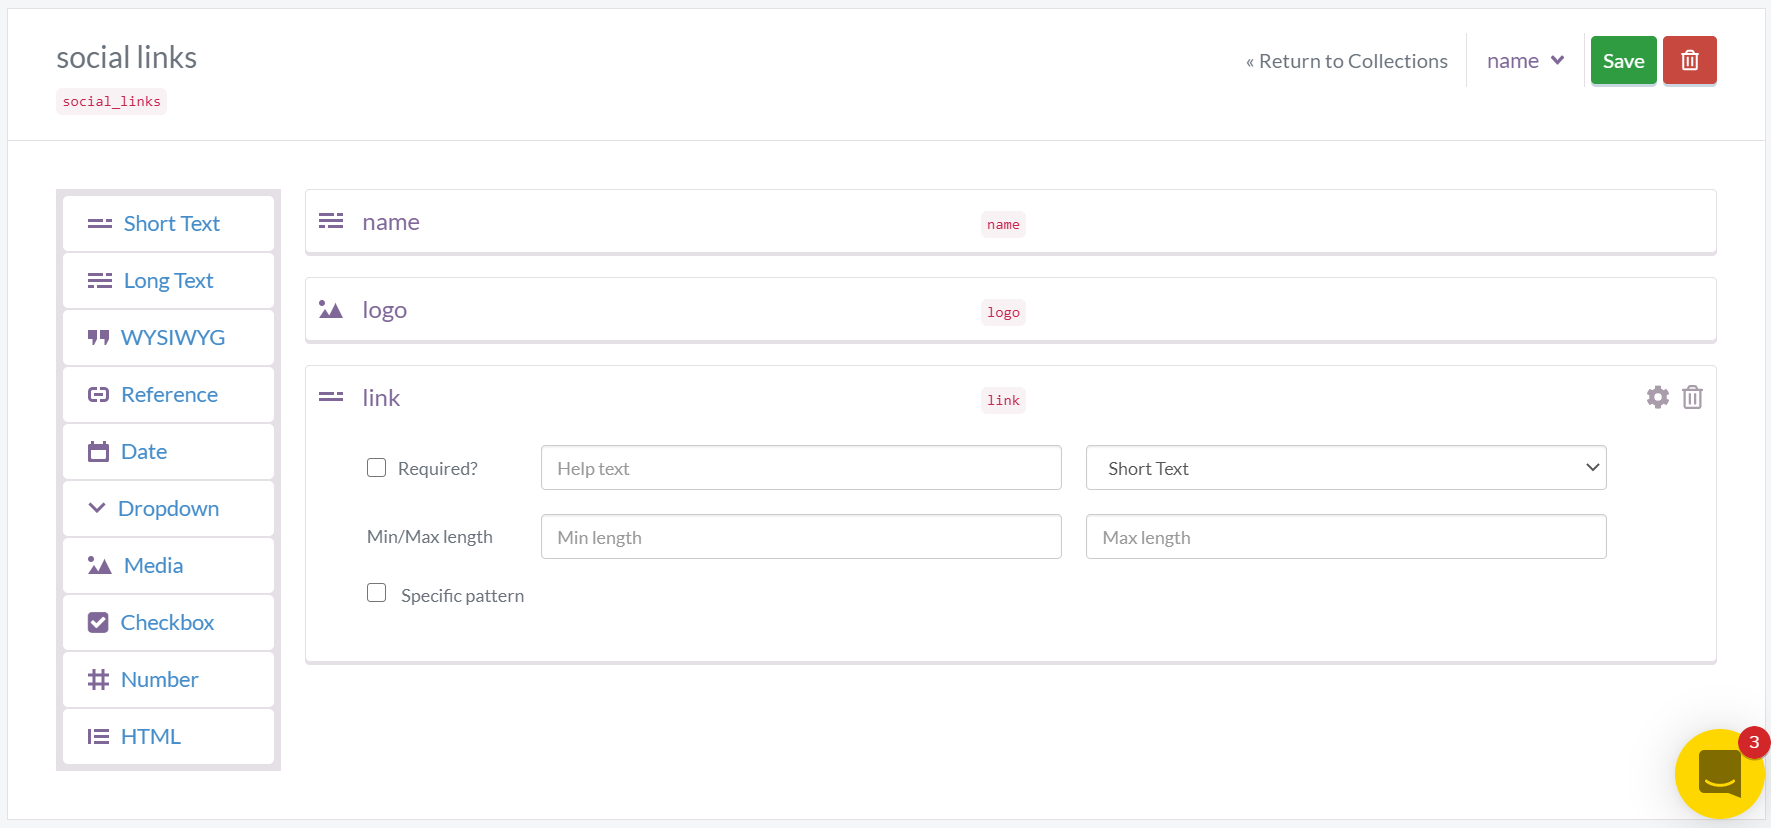 social links
social_links
« Return to Collections
name
Save
Short Text
Long Text
WYSIWYG
Reference
Date
Dropdown
Media
Checkbox
Number
HTML
name name
logo logo
link link
Required? Help text Short Text
Min/Max length Min length Max length
Specific pattern
3